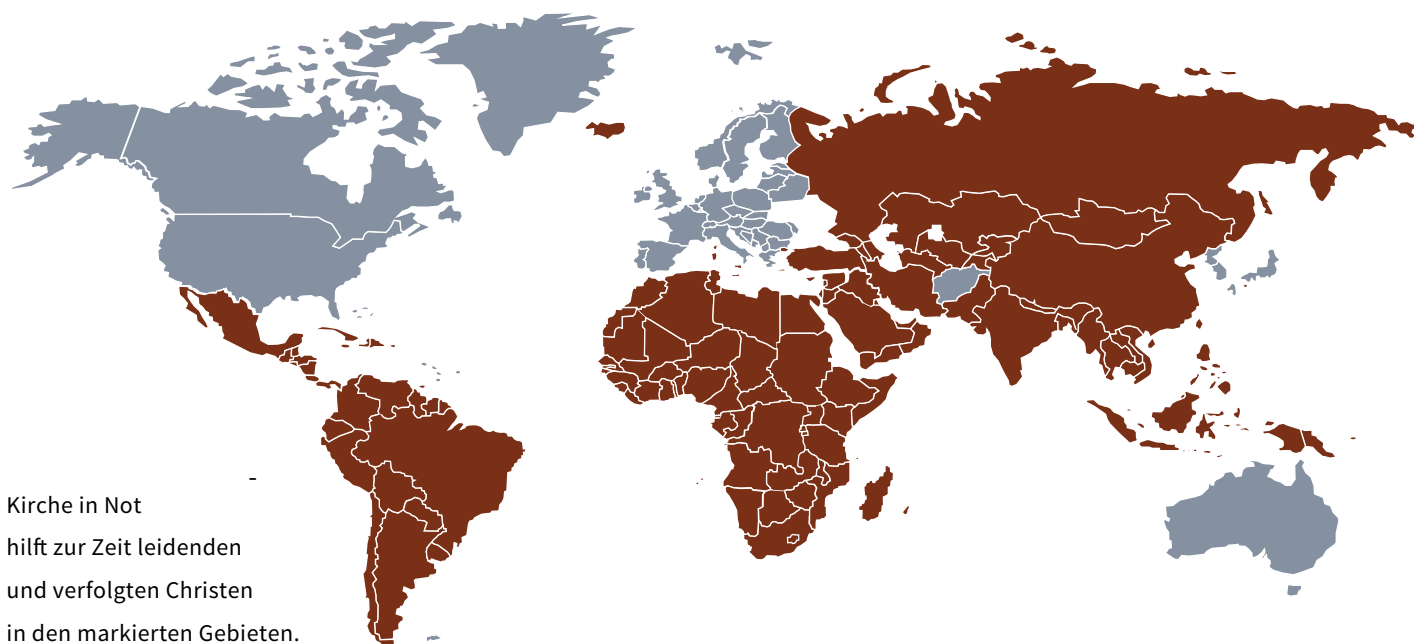 Kirche in Not
hilft zur Zeit leidenden
und verfolgten Christen
in den markierten Gebieten.